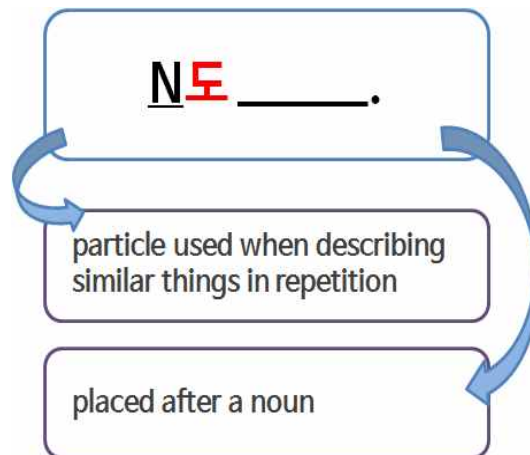 N도 ______.
particle used when describing
similar things in repetition
placed after a noun